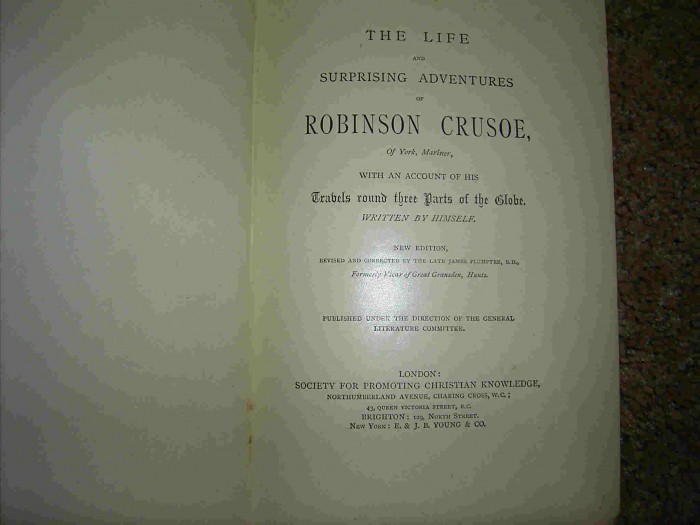 THE LIFE
AND
SURPRISING ADVENTURES
OF
ROBINSON CRUSOE,
Of York, Mariner,
WITH AN ACCOUNT OF HIS
Travels round three Parts of the Globe.
WRITTEN BY HIMSELF.
NEW EDITION,
REVISED AND CORRECTED BY THE LATE JAMES PLUMPTRE, B.D.,
Formerly Vicar of Great Gransden, Hunts.
PUBLISHED UNDER THE DIRECTION OF THE GENERAL
LITERATURE COMMITTEE.
LONDON:
SOCIETY FOR PROMOTING CHRISTIAN KNOWLEDGE,
NORTHUMBERLAND AVENUE, CHARING CROSS, W.C.;
43, QUEEN VICTORIA STREET, E.C.
BRIGHTON: 129, NORTH STREET.
NEW YORK: E. & J. B. YOUNG & CO.